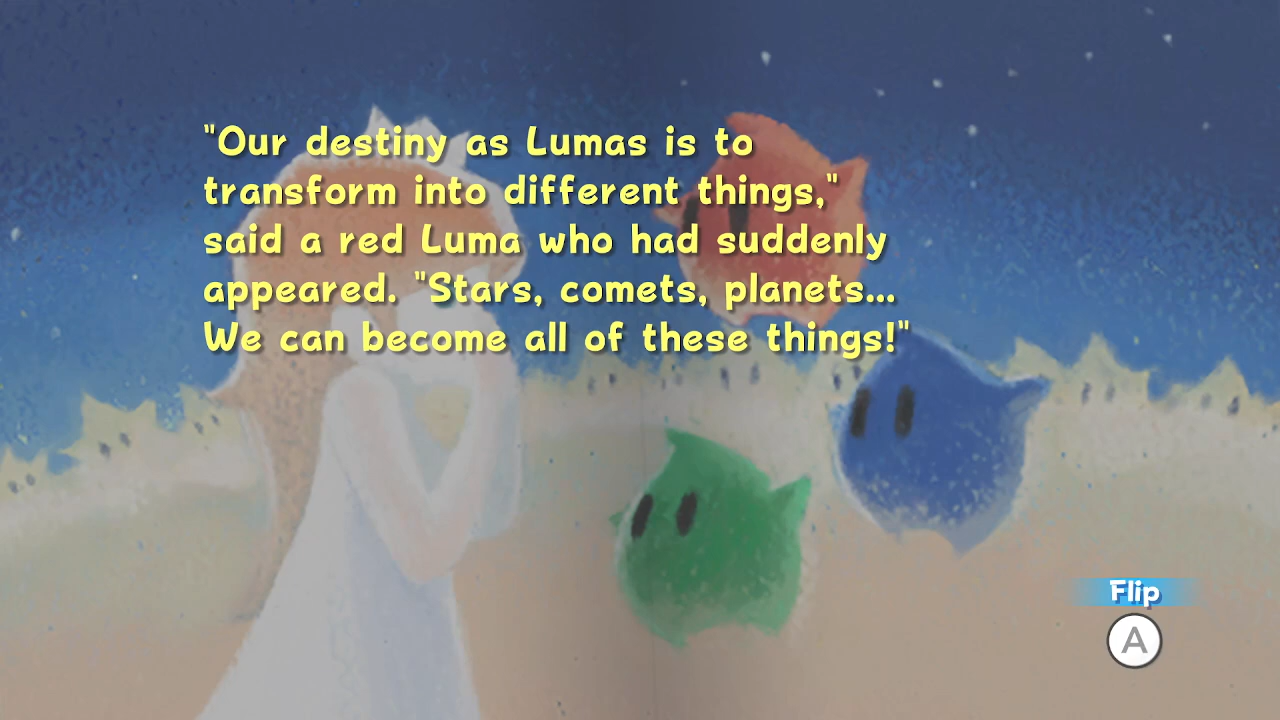 "Our destiny as Lumas is to
transform into different things,"
said a red Luma who had suddenly
appeared. "Stars, comets, planets...
We can become all of these things!"
Flip
A